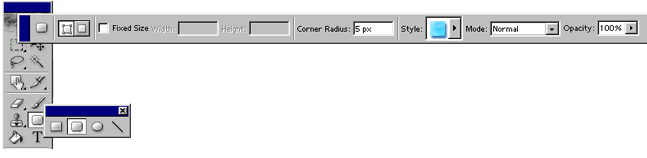 Fixed Size Width: Height: Corner Radius: 5 px Style: Mode: Normal Opacity: 100%
T